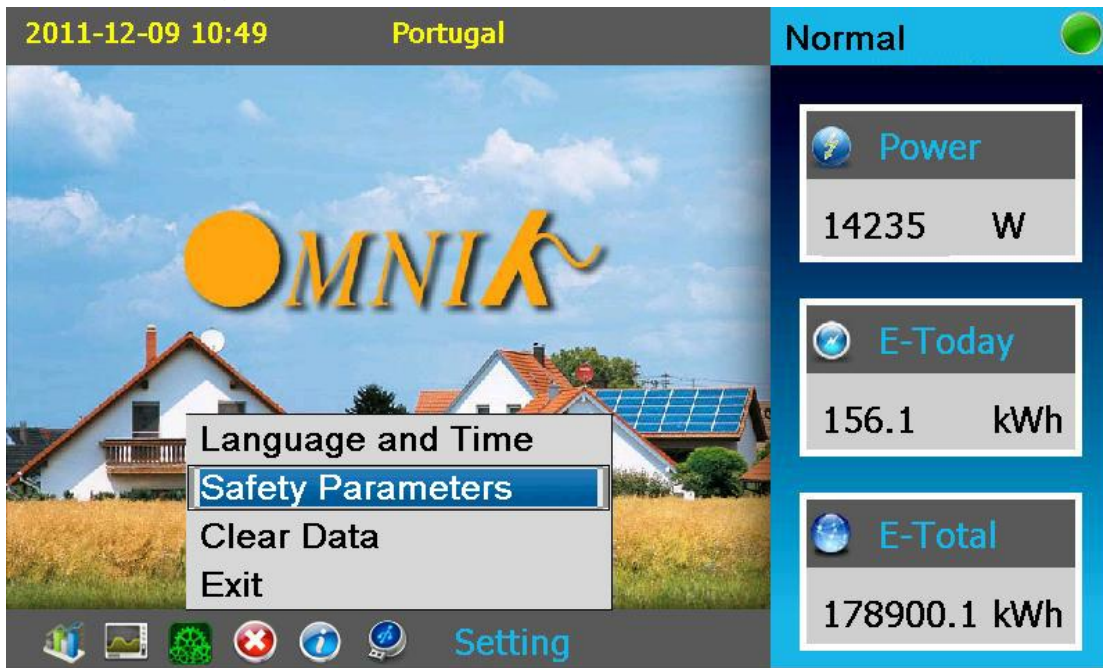 2011-12-09 10:49 Portugal
Normal
OMNIK
Language and Time
Safety Parameters
Clear Data
Exit
Setting
Power
14235 W
E-Today
156.1 kWh
E-Total
178900.1 kWh